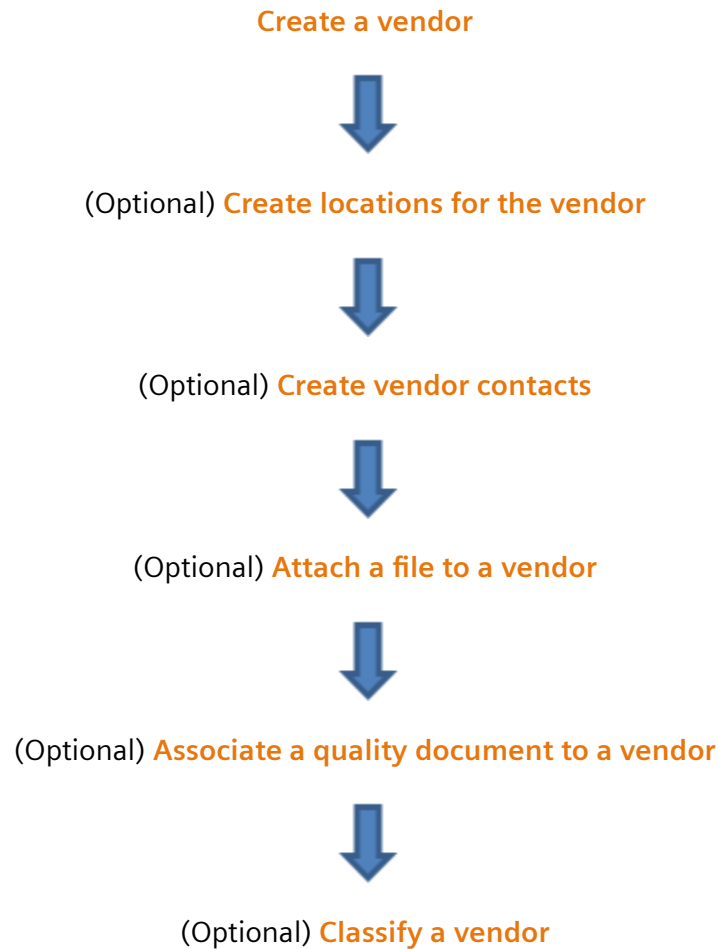 Create a vendor
(Optional) Create locations for the vendor
(Optional) Create vendor contacts
(Optional) Attach a file to a vendor
(Optional) Associate a quality document to a vendor
(Optional) Classify a vendor